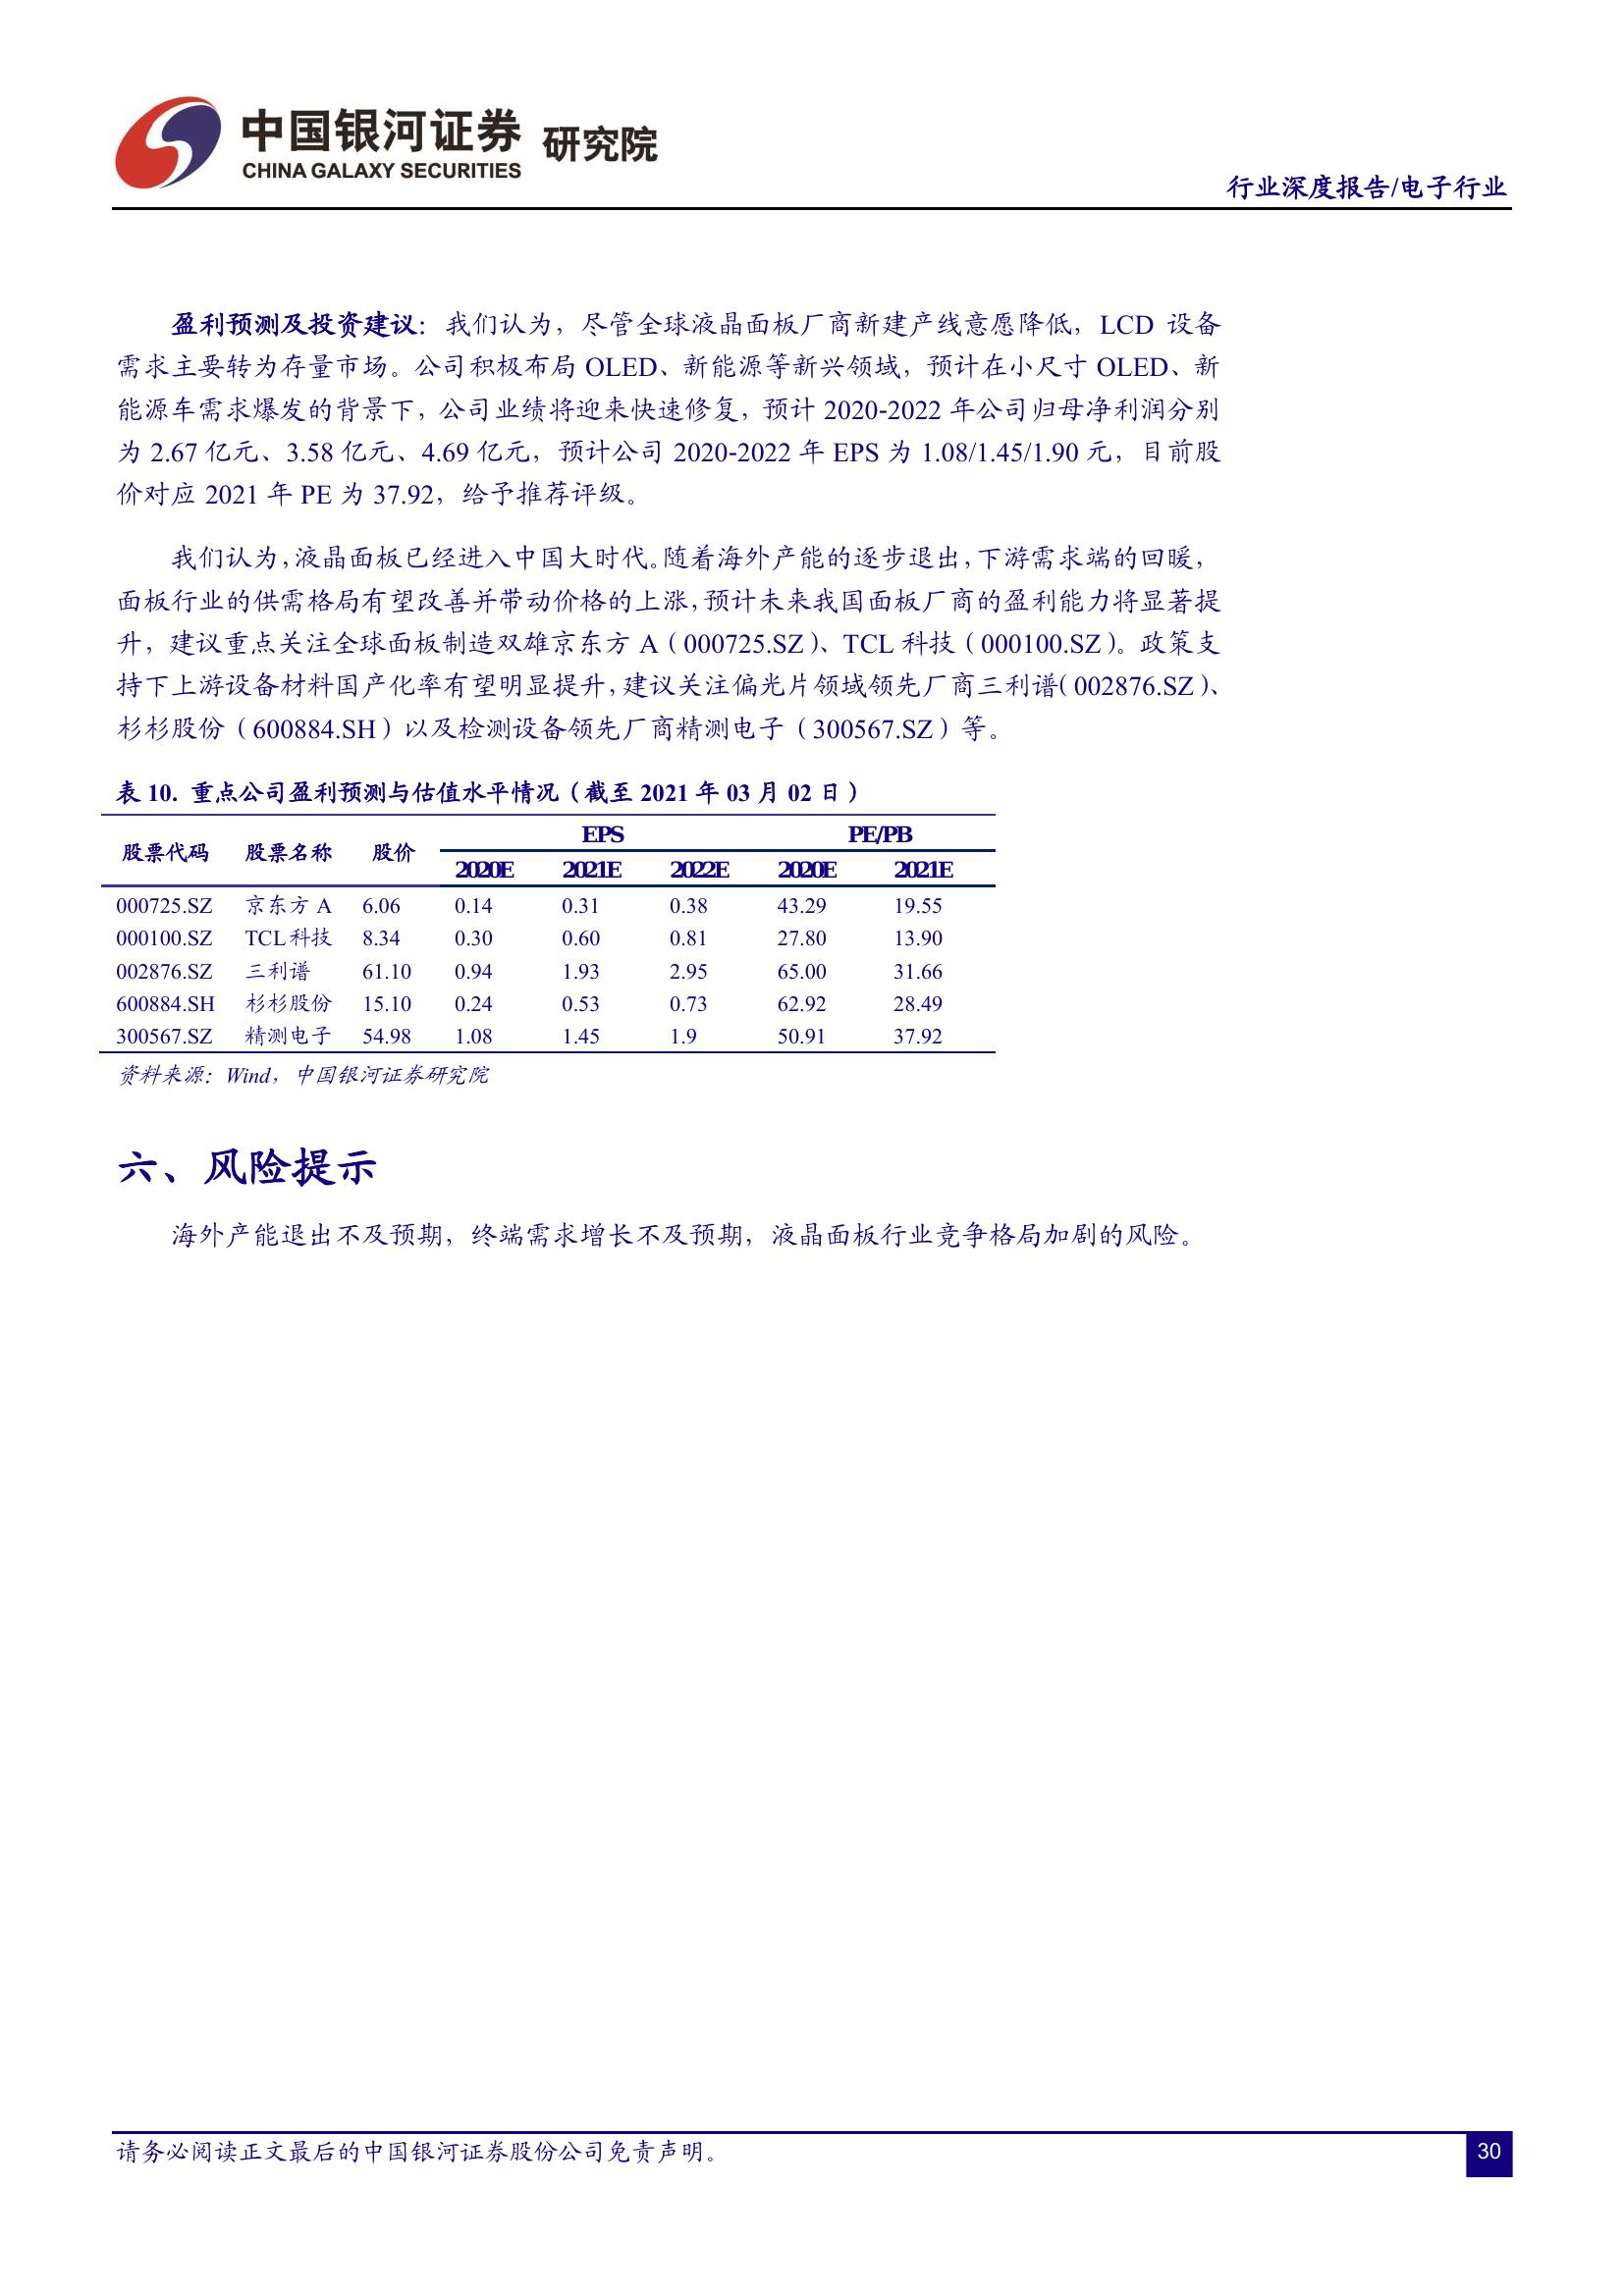 中国银河证券 研究院
CHINA GALAXY SECURITIES
行业深度报告/电子行业
盈利预测及投资建议：我们认为，尽管全球液晶面板厂商新建产线意愿降低，LCD 设备
需求主要转为存量市场。公司积极布局 OLED、新能源等新兴领域，预计在小尺寸 OLED、新
能源车需求爆发的背景下，公司业绩将迎来快速修复，预计 2020-2022 年公司归母净利润分别
为 2.67 亿元、3.58 亿元、4.69 亿元，预计公司 2020-2022 年 EPS 为 1.08/1.45/1.90 元，目前股
价对应 2021 年 PE 为 37.92，给予推荐评级。
我们认为，液晶面板已经进入中国大时代。随着海外产能的逐步退出，下游需求端的回暖，
面板行业的供需格局有望改善并带动价格的上涨，预计未来我国面板厂商的盈利能力将显著提
升，建议重点关注全球面板制造双雄京东方 A（000725.SZ）、TCL 科技（000100.SZ）。政策支
持下上游设备材料国产化率有望明显提升，建议关注偏光片领域领先厂商三利谱（002876.SZ）、
杉杉股份（600884.SH）以及检测设备领先厂商精测电子（300567.SZ）等。
表 10. 重点公司盈利预测与估值水平情况（截至 2021 年 03 月 02 日）
股票代码 股票名称 股价 EPS PE/PB
2020E 2021E 2022E 2020E 2021E
000725.SZ 京东方 A 6.06 0.14 0.31 0.38 43.29 19.55
000100.SZ TCL科技 8.34 0.30 0.60 0.81 27.80 13.90
002876.SZ 三利谱 61.10 0.94 1.93 2.95 65.00 31.66
600884.SH 杉杉股份 15.10 0.24 0.53 0.73 62.92 28.49
300567.SZ 精测电子 54.98 1.08 1.45 1.9 50.91 37.92
资料来源：Wind，中国银河证券研究院
六、风险提示
海外产能退出不及预期，终端需求增长不及预期，液晶面板行业竞争格局加剧的风险。
请务必阅读正文最后的中国银河证券股份公司免责声明。
30